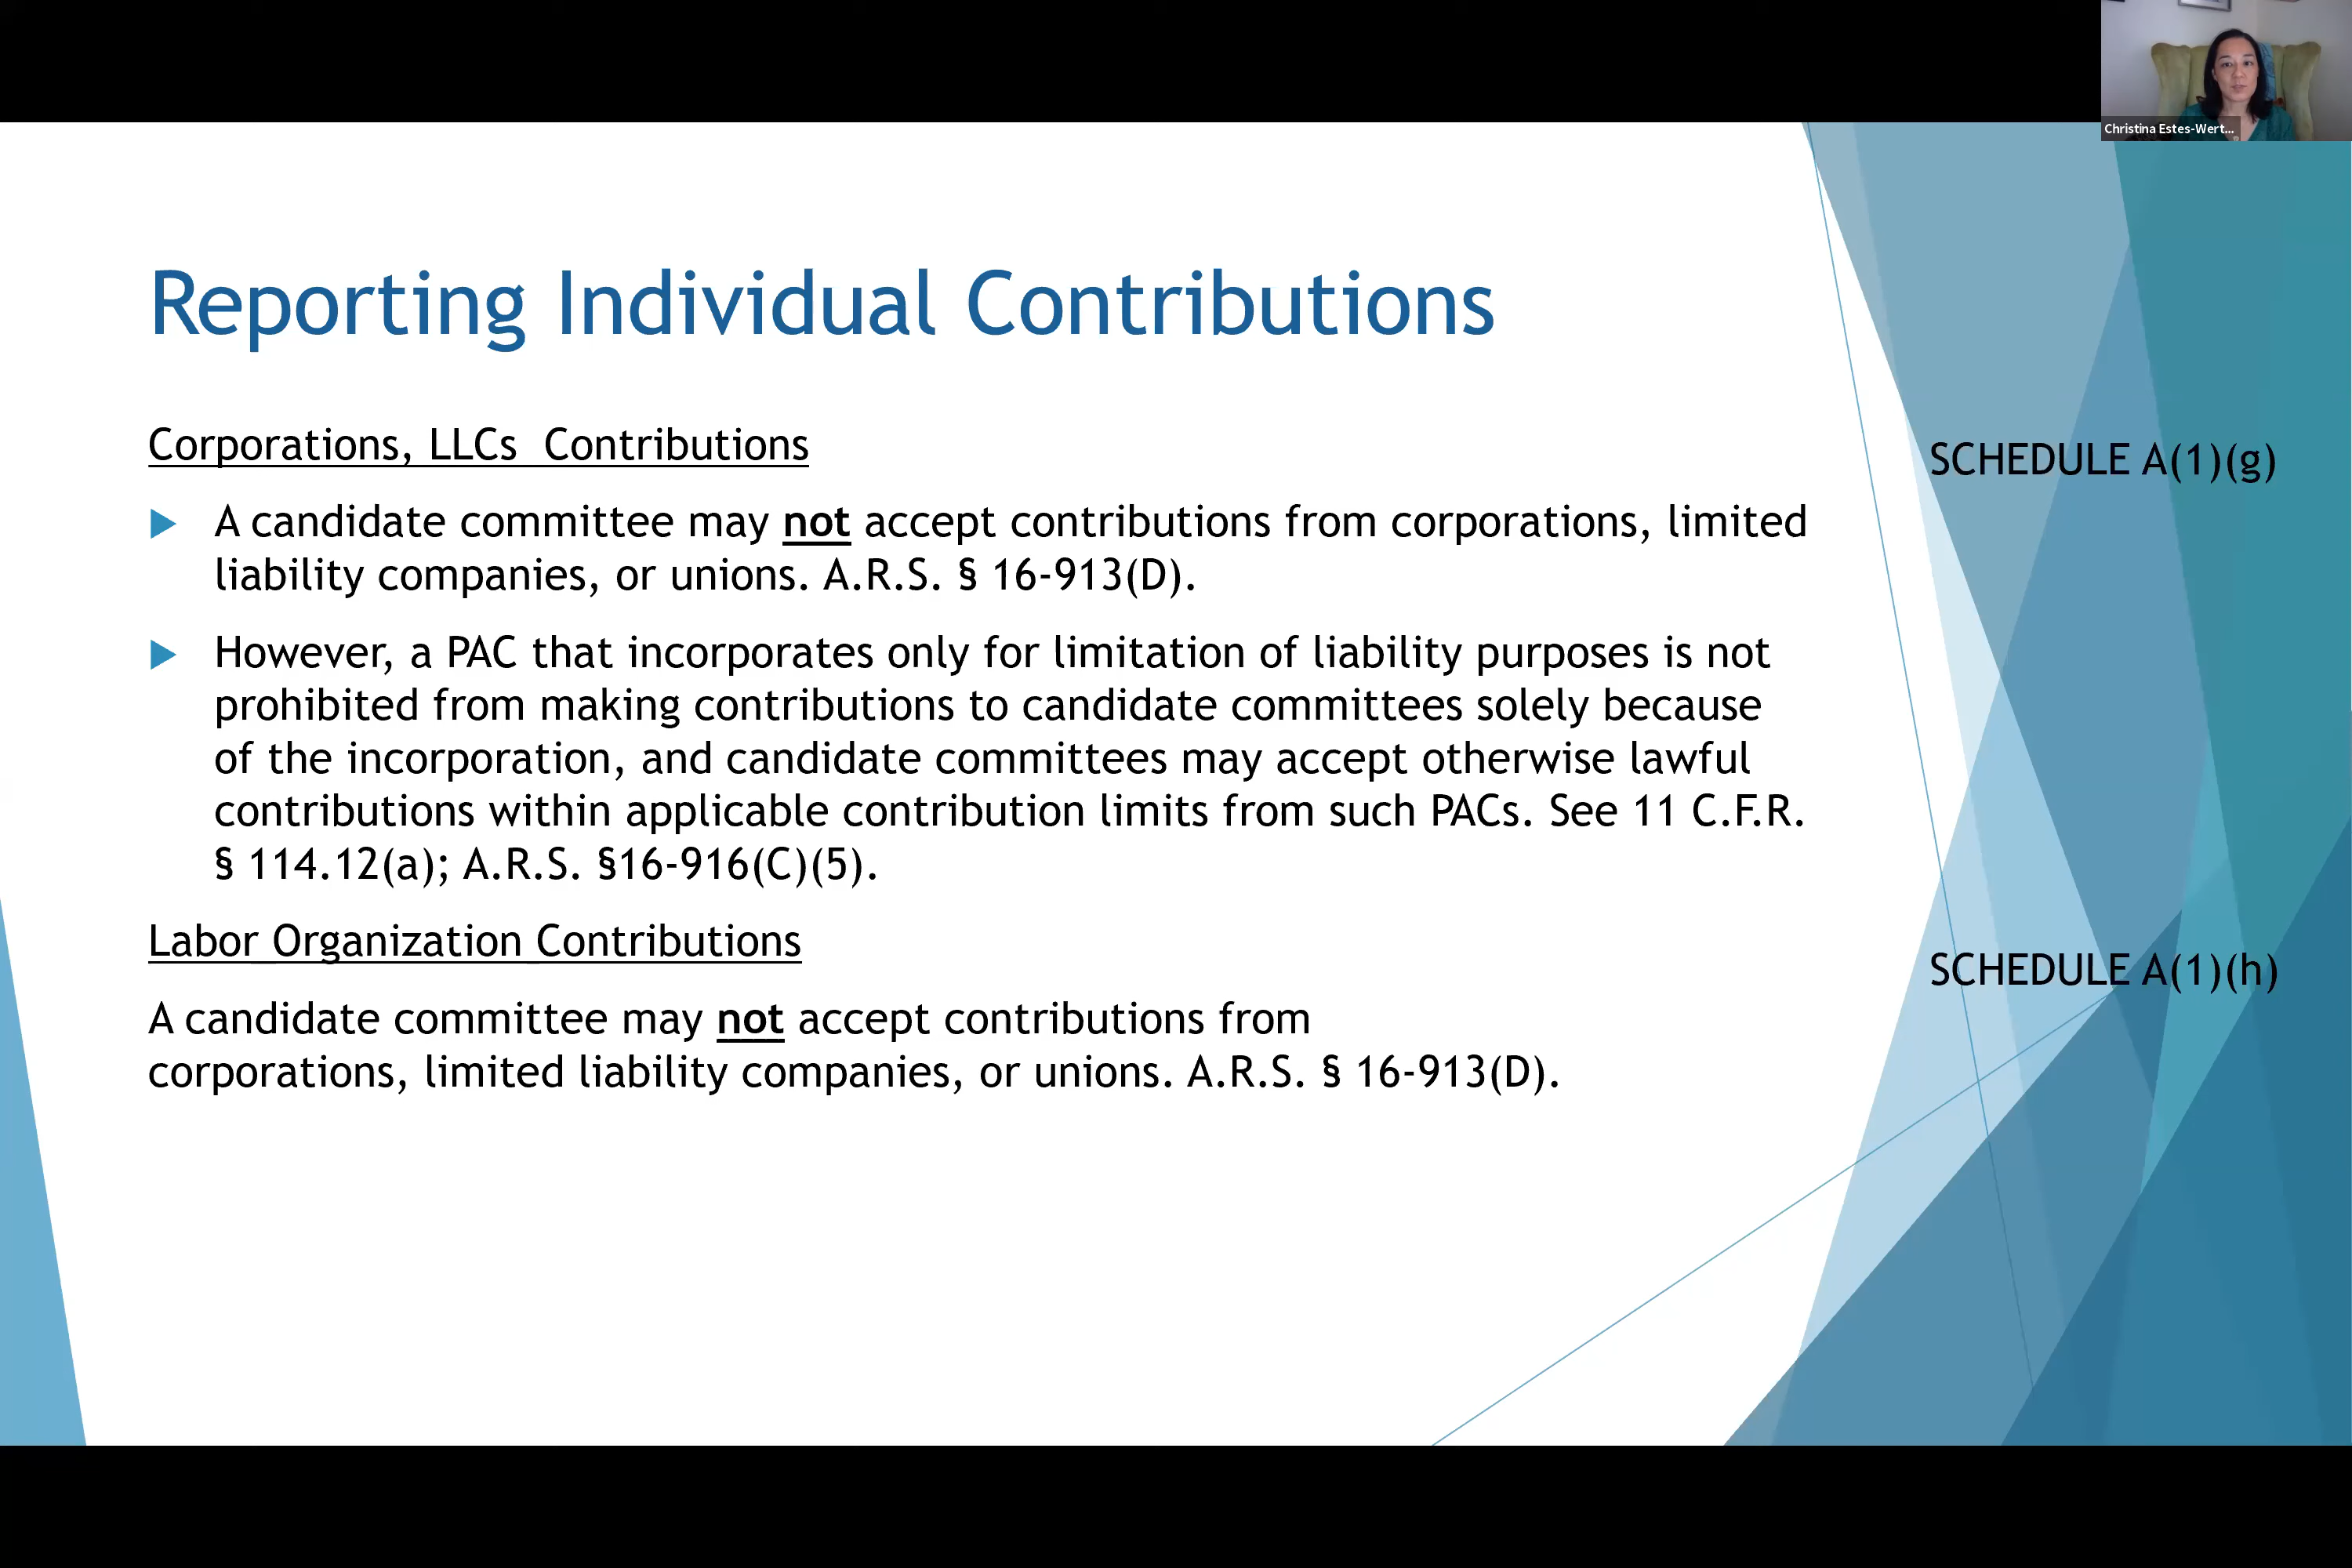 Christina Estes-Wert...
Reporting Individual Contributions
Corporations, LLCs  Contributions
SCHEDULE A(1)(g)
A candidate committee may not accept contributions from corporations, limited
liability companies, or unions. A.R.S. § 16-913(D).
However, a PAC that incorporates only for limitation of liability purposes is not
prohibited from making contributions to candidate committees solely because
of the incorporation, and candidate committees may accept otherwise lawful
contributions within applicable contribution limits from such PACs. See 11 C.F.R.
§ 114.12(a); A.R.S. §16-916(C)(5).
Labor Organization Contributions
SCHEDULE A(1)(h)
A candidate committee may not accept contributions from
corporations, limited liability companies, or unions. A.R.S. § 16-913(D).